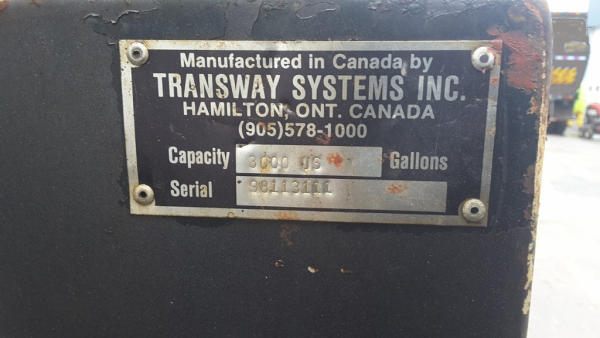 Manufactured in Canada by
TRANSWAY SYSTEMS INC.
HAMILTON, ONT. CANADA
(905)578-1000
Capacity 3000 US Gallons
Serial 98113111